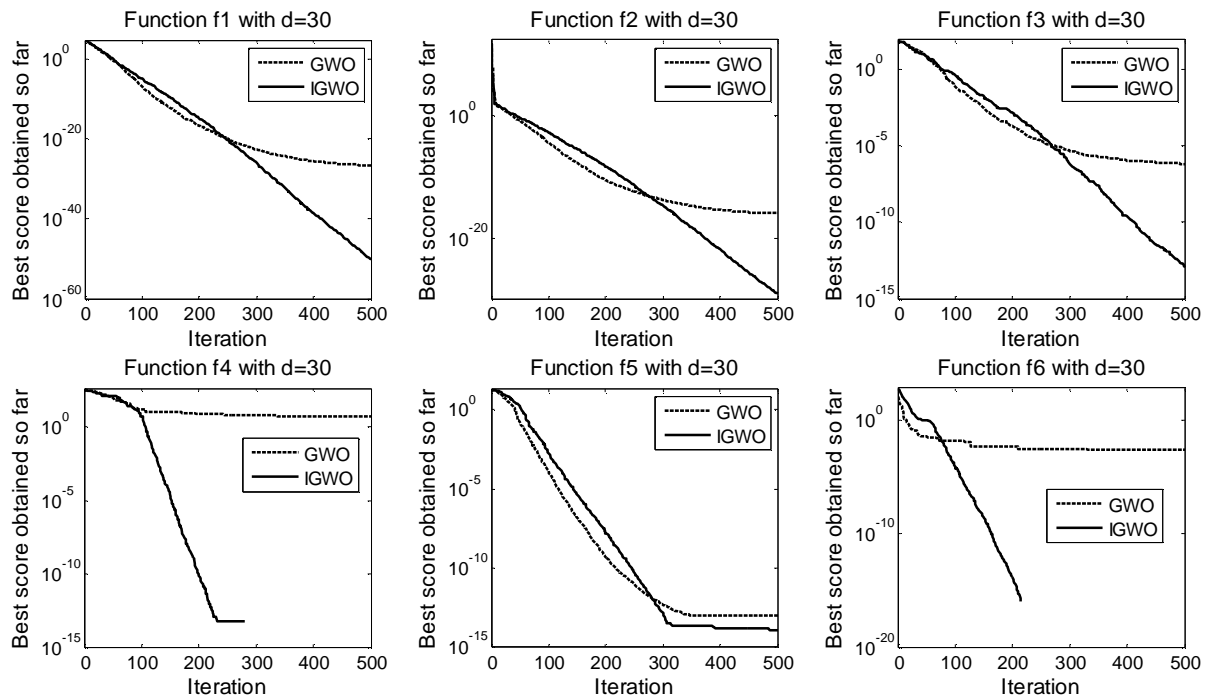 Function f1 with d=30
Best score obtained so far
10^0
10^-20
10^-40
10^-60
0 100 200 300 400 500
Iteration
GWO
IGWO
Function f2 with d=30
Best score obtained so far
10^0
10^-20
0 100 200 300 400 500
Iteration
GWO
IGWO
Function f3 with d=30
Best score obtained so far
10^0
10^-5
10^-10
10^-15
0 100 200 300 400 500
Iteration
GWO
IGWO
Function f4 with d=30
Best score obtained so far
10^0
10^-5
10^-10
10^-15
0 100 200 300 400 500
Iteration
GWO
IGWO
Function f5 with d=30
Best score obtained so far
10^0
10^-5
10^-10
10^-15
0 100 200 300 400 500
Iteration
GWO
IGWO
Function f6 with d=30
Best score obtained so far
10^0
10^-10
10^-20
0 100 200 300 400 500
Iteration
GWO
IGWO